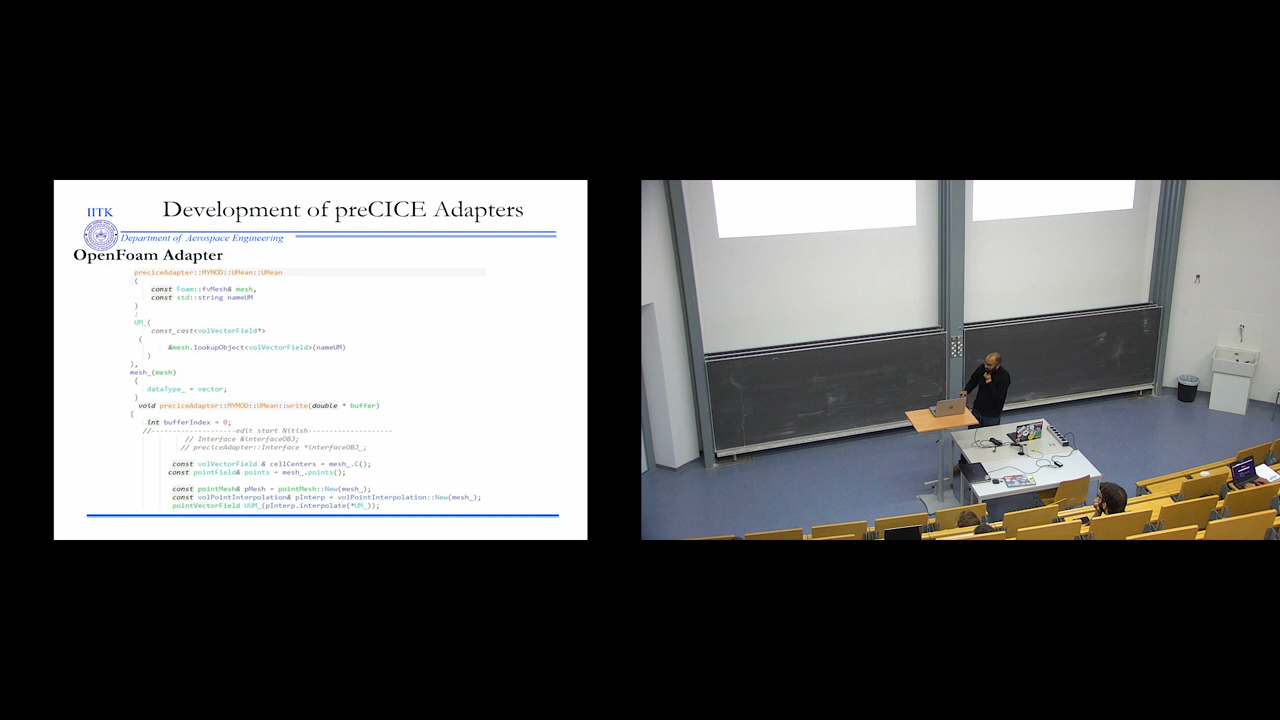 IITK
Development of preCICE Adapters
Department of Aerospace Engineering
OpenFoam Adapter
preciceAdapter::MYMOD::UMean::UMean
(
const Foam::fvMesh& mesh,
const std::string nameUM
)
:
UM_(
const_cast<volVectorField*>
(
&mesh.lookupObject<volVectorField>(nameUM)
)
),
mesh_(mesh)
{
dataType_ = vector;
}
void preciceAdapter::MYMOD::UMean::write(double * buffer)
{
int bufferIndex = 0;
//--------------------edit start Nitish--------------------
// Interface &interfaceOBJ;
// preciceAdapter::Interface *interfaceOBJ_;
const volVectorField & cellCenters = mesh_.C();
const pointField& points = mesh_.points();
const pointMesh& pMesh = pointMesh::New(mesh_);
const volPointInterpolation& pInterp = volPointInterpolation::New(mesh_);
pointVectorField UUM_(pInterp.interpolate(*UM_));